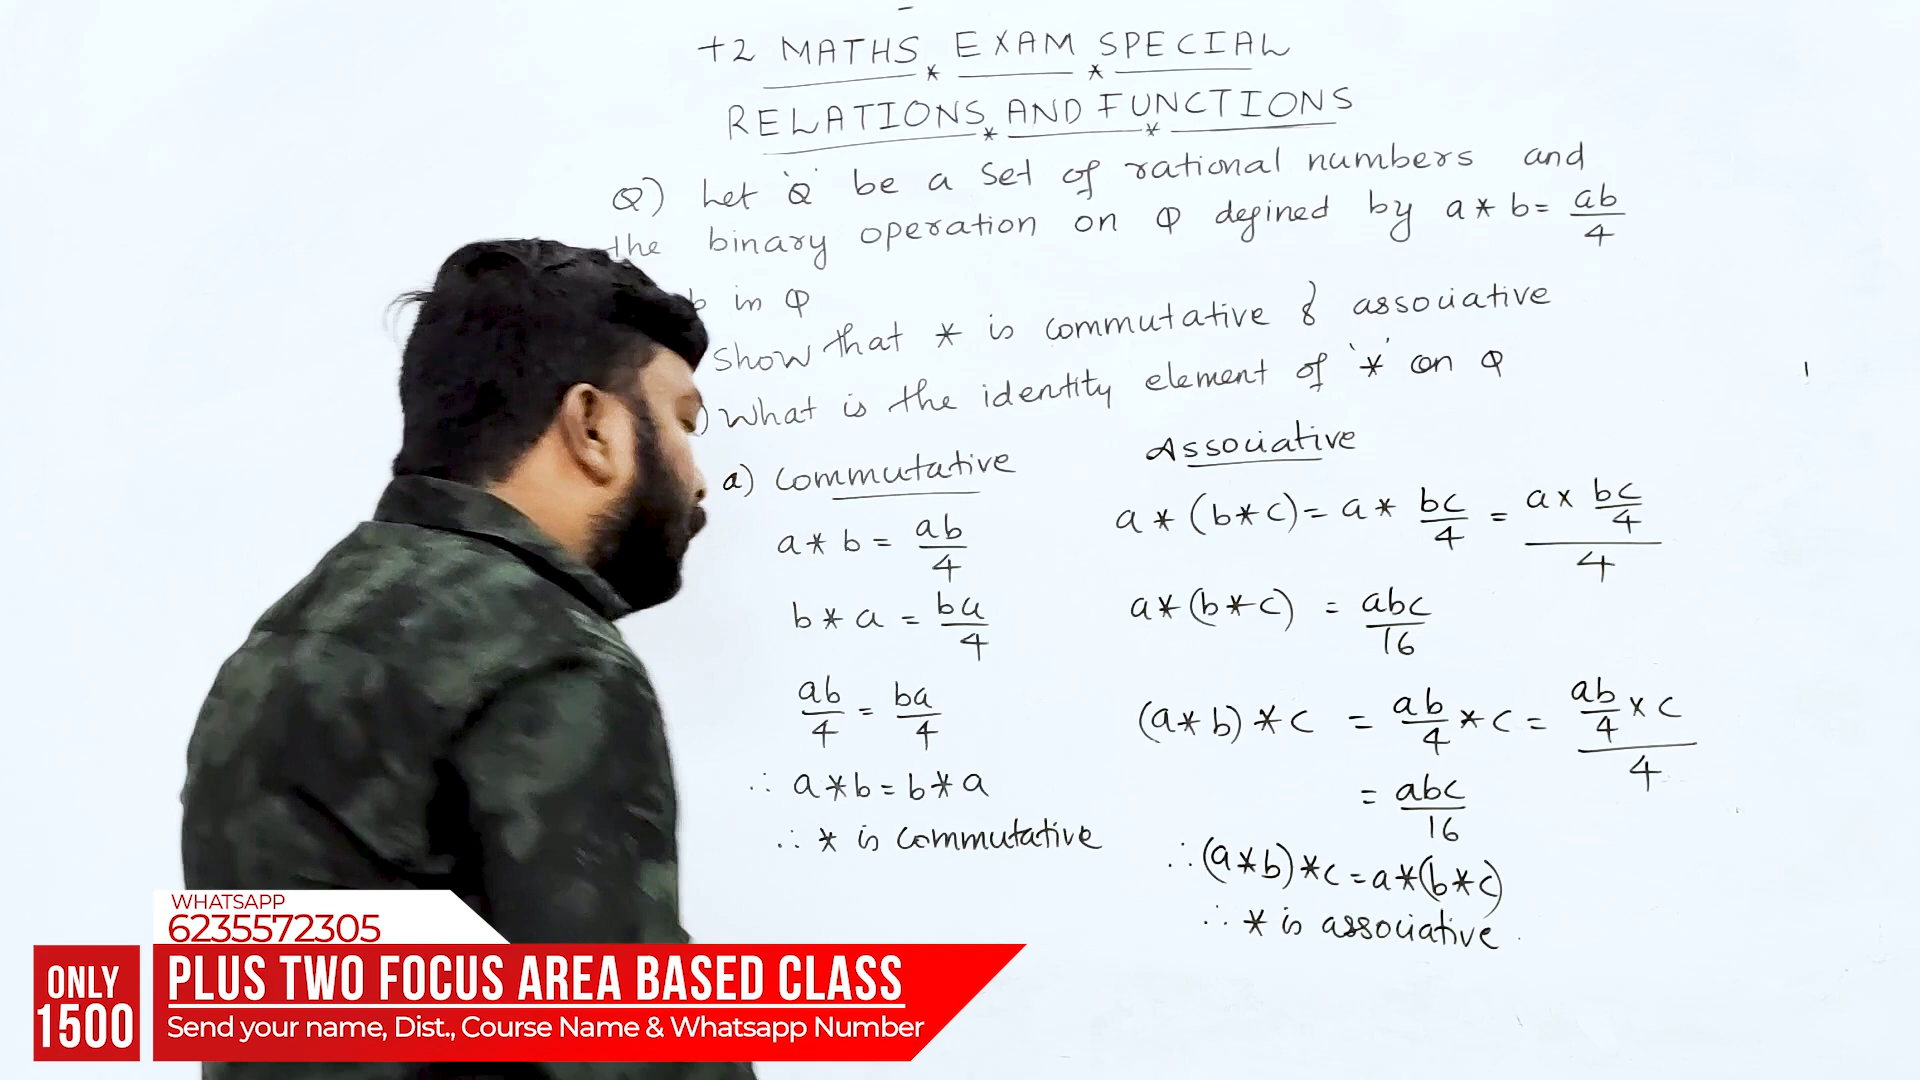 +2 MATHS EXAM SPECIAL
* *
RELATIONS AND FUNCTIONS
* *
Q) Let 'Q' be a set of rational numbers and
the binary operation on Q defined by a * b = ab/4
b in Q
Show that * is commutative & associative
) What is the identity element of '*' on Q
a) Commutative
a * b = ab/4
b * a = ba/4
ab/4 = ba/4
∴ a * b = b * a
∴ * is commutative
Associative
a * (b * c) = a * bc/4 = (a × bc/4)/4
a * (b * c) = abc/16
(a * b) * c = ab/4 * c = (ab/4 × c)/4
= abc/16
∴ (a * b) * c = a * (b * c)
∴ * is associative
WHATSAPP
6235572305
ONLY
1500
PLUS TWO FOCUS AREA BASED CLASS
Send your name, Dist., Course Name & Whatsapp Number